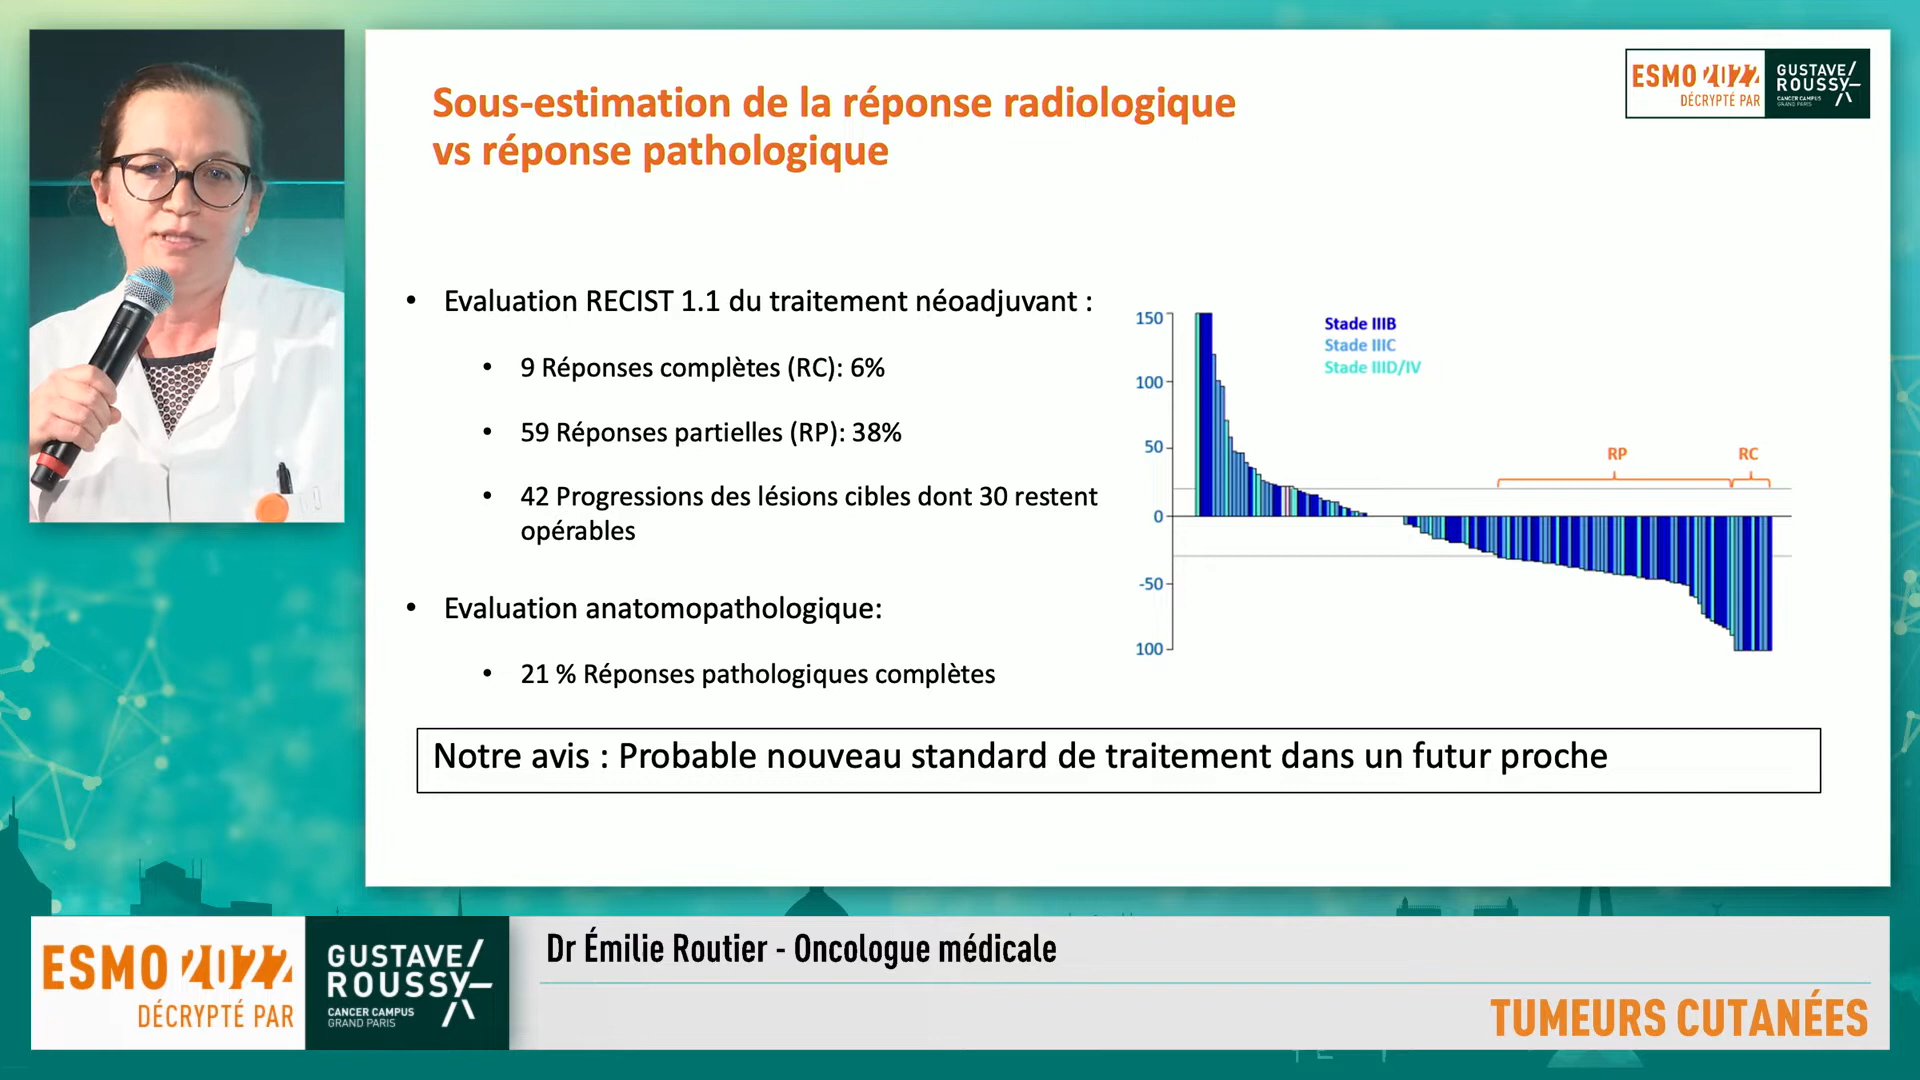 Sous-estimation de la réponse radiologique
vs réponse pathologique
ESMO 2022
DÉCRYPTÉ PAR
GUSTAVE/
ROUSSY
CANCER CAMPUS
GRAND PARIS
• Evaluation RECIST 1.1 du traitement néoadjuvant :
• 9 Réponses complètes (RC): 6%
• 59 Réponses partielles (RP): 38%
• 42 Progressions des lésions cibles dont 30 restent
opérables
• Evaluation anatomopathologique:
• 21 % Réponses pathologiques complètes
150
100
50
0
-50
100
Stade IIIB
Stade IIIC
Stade IIID/IV
RP
RC
Notre avis : Probable nouveau standard de traitement dans un futur proche
ESMO 2022
DÉCRYPTÉ PAR
GUSTAVE/
ROUSSY
CANCER CAMPUS
GRAND PARIS
Dr Émilie Routier - Oncologue médicale
TUMEURS CUTANÉES